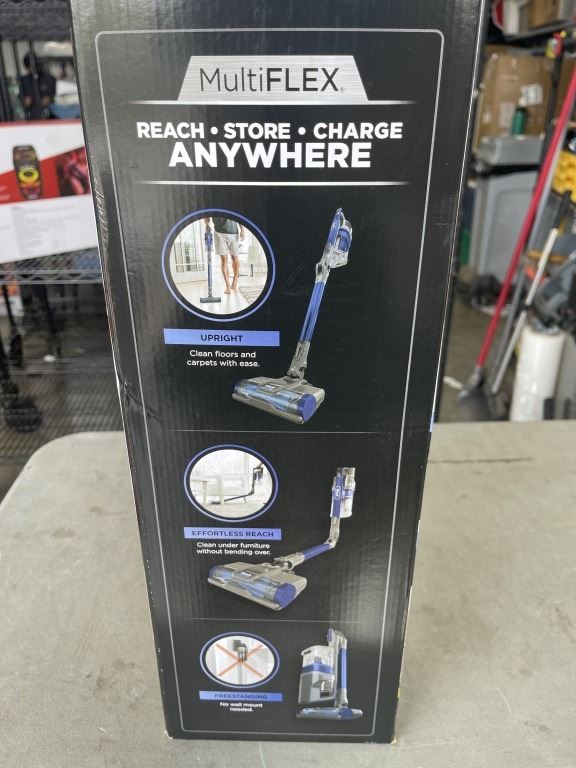 MultiFLEX®
REACH • STORE • CHARGE
ANYWHERE
UPRIGHT
Clean floors and
carpets with ease.
EFFORTLESS REACH
Clean under furniture
without bending over.
FREESTANDING
No wall mount
needed.